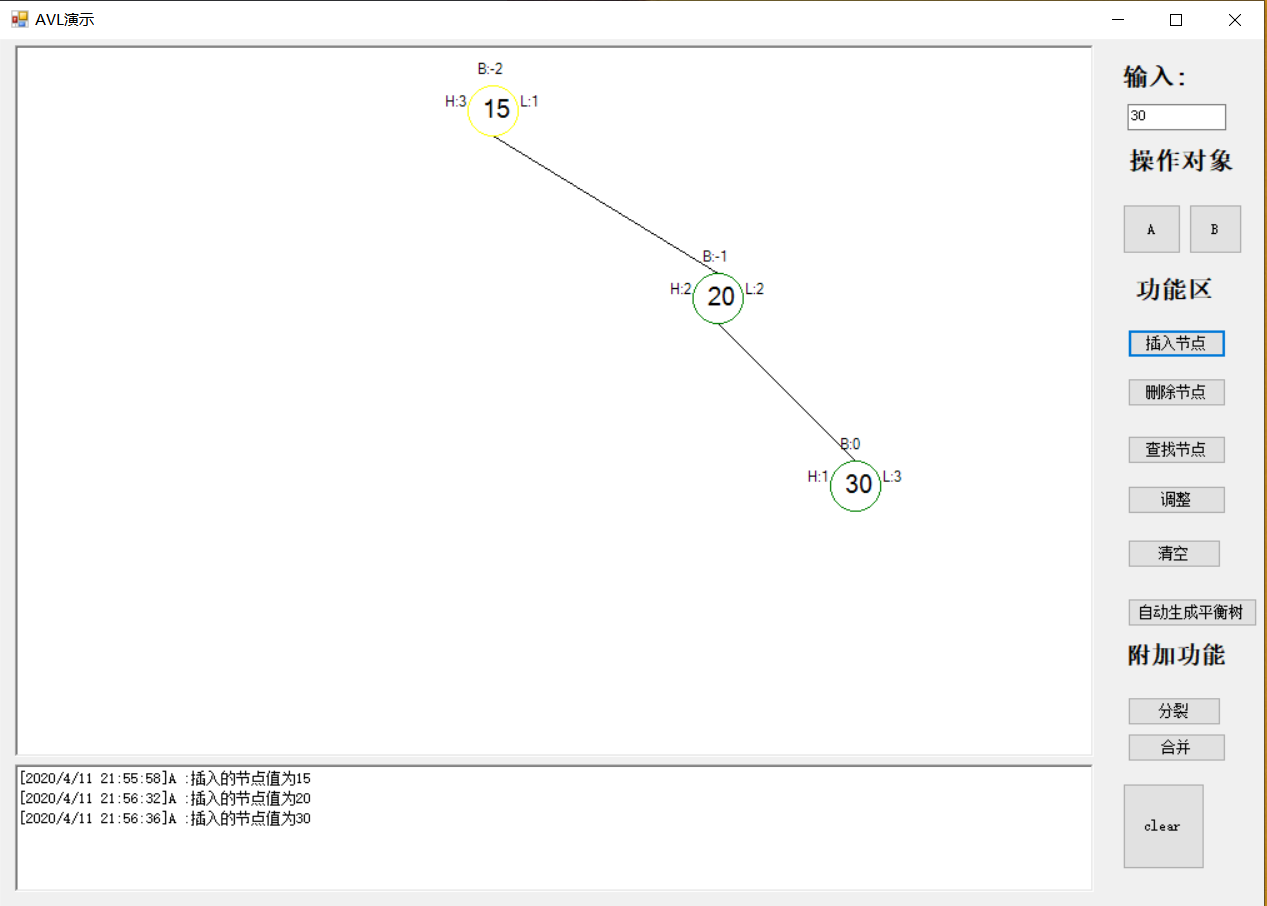 AVL演示
B:-2
H:3
15
L:1
B:-1
H:2
20
L:2
B:0
H:1
30
L:3
输入：
30
操作对象
A
B
功能区
插入节点
删除节点
查找节点
调整
清空
自动生成平衡树
附加功能
分裂
合并
clear
[2020/4/11 21:55:58]A :插入的节点值为15
[2020/4/11 21:56:32]A :插入的节点值为20
[2020/4/11 21:56:36]A :插入的节点值为30